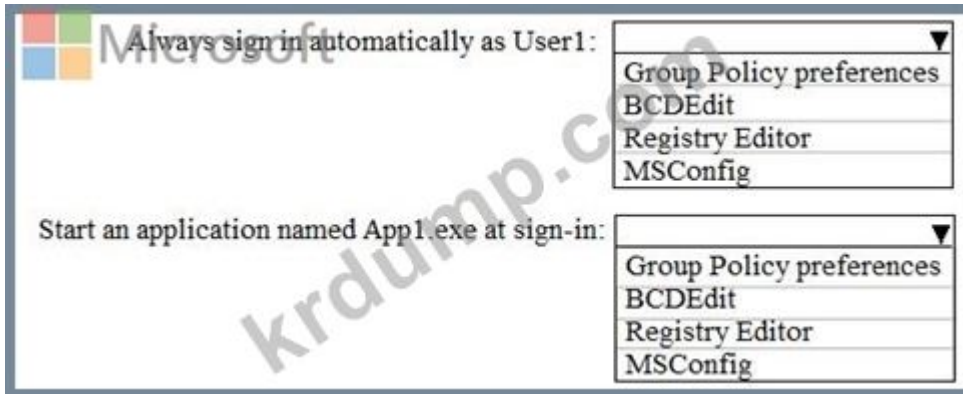 Microsoft
Always sign in automatically as User1:
Group Policy preferences
BCDEdit
Registry Editor
MSConfig
Start an application named App1.exe at sign-in:
Group Policy preferences
BCDEdit
Registry Editor
MSConfig
krdump.com